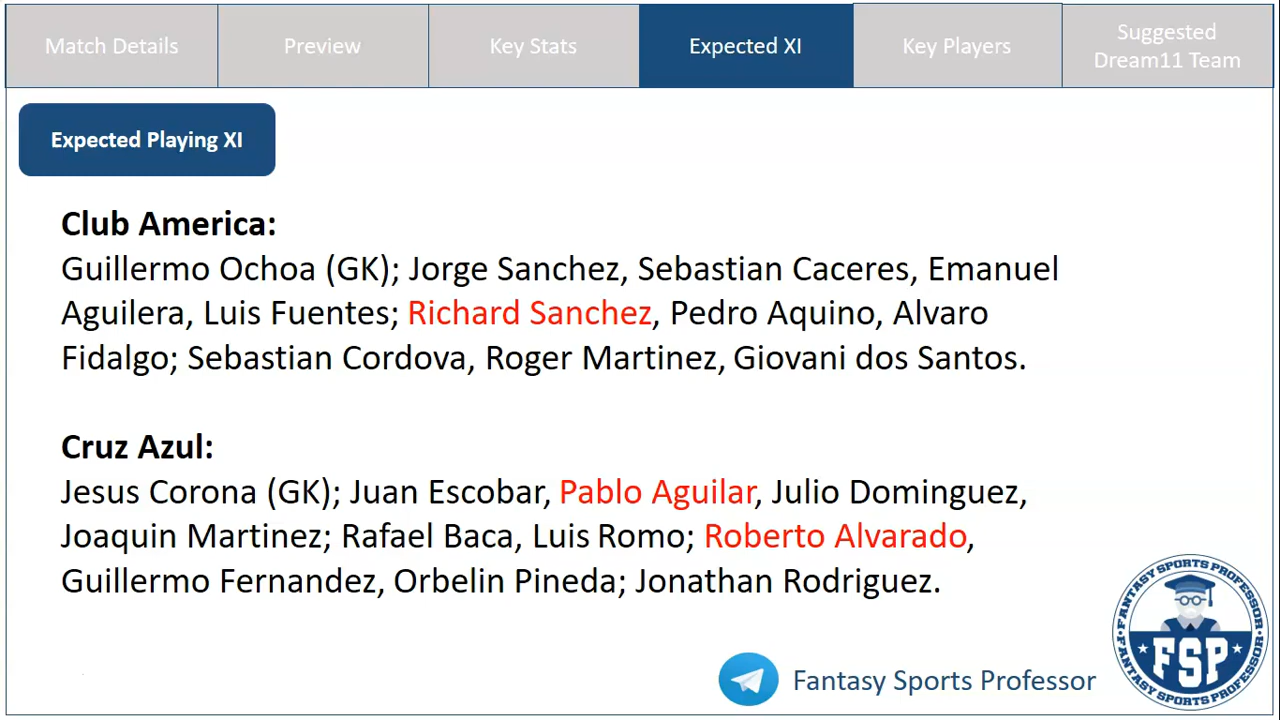 Match Details
Preview
Key Stats
Expected XI
Key Players
Suggested
Dream11 Team
Expected Playing XI
Club America:
Guillermo Ochoa (GK); Jorge Sanchez, Sebastian Caceres, Emanuel
Aguilera, Luis Fuentes; Richard Sanchez, Pedro Aquino, Alvaro
Fidalgo; Sebastian Cordova, Roger Martinez, Giovani dos Santos.
Cruz Azul:
Jesus Corona (GK); Juan Escobar, Pablo Aguilar, Julio Dominguez,
Joaquin Martinez; Rafael Baca, Luis Romo; Roberto Alvarado,
Guillermo Fernandez, Orbelin Pineda; Jonathan Rodriguez.
Fantasy Sports Professor
•FANTASY SPORTS PROFESSOR•
FANTASY SPORTS PROFESSOR
FSP